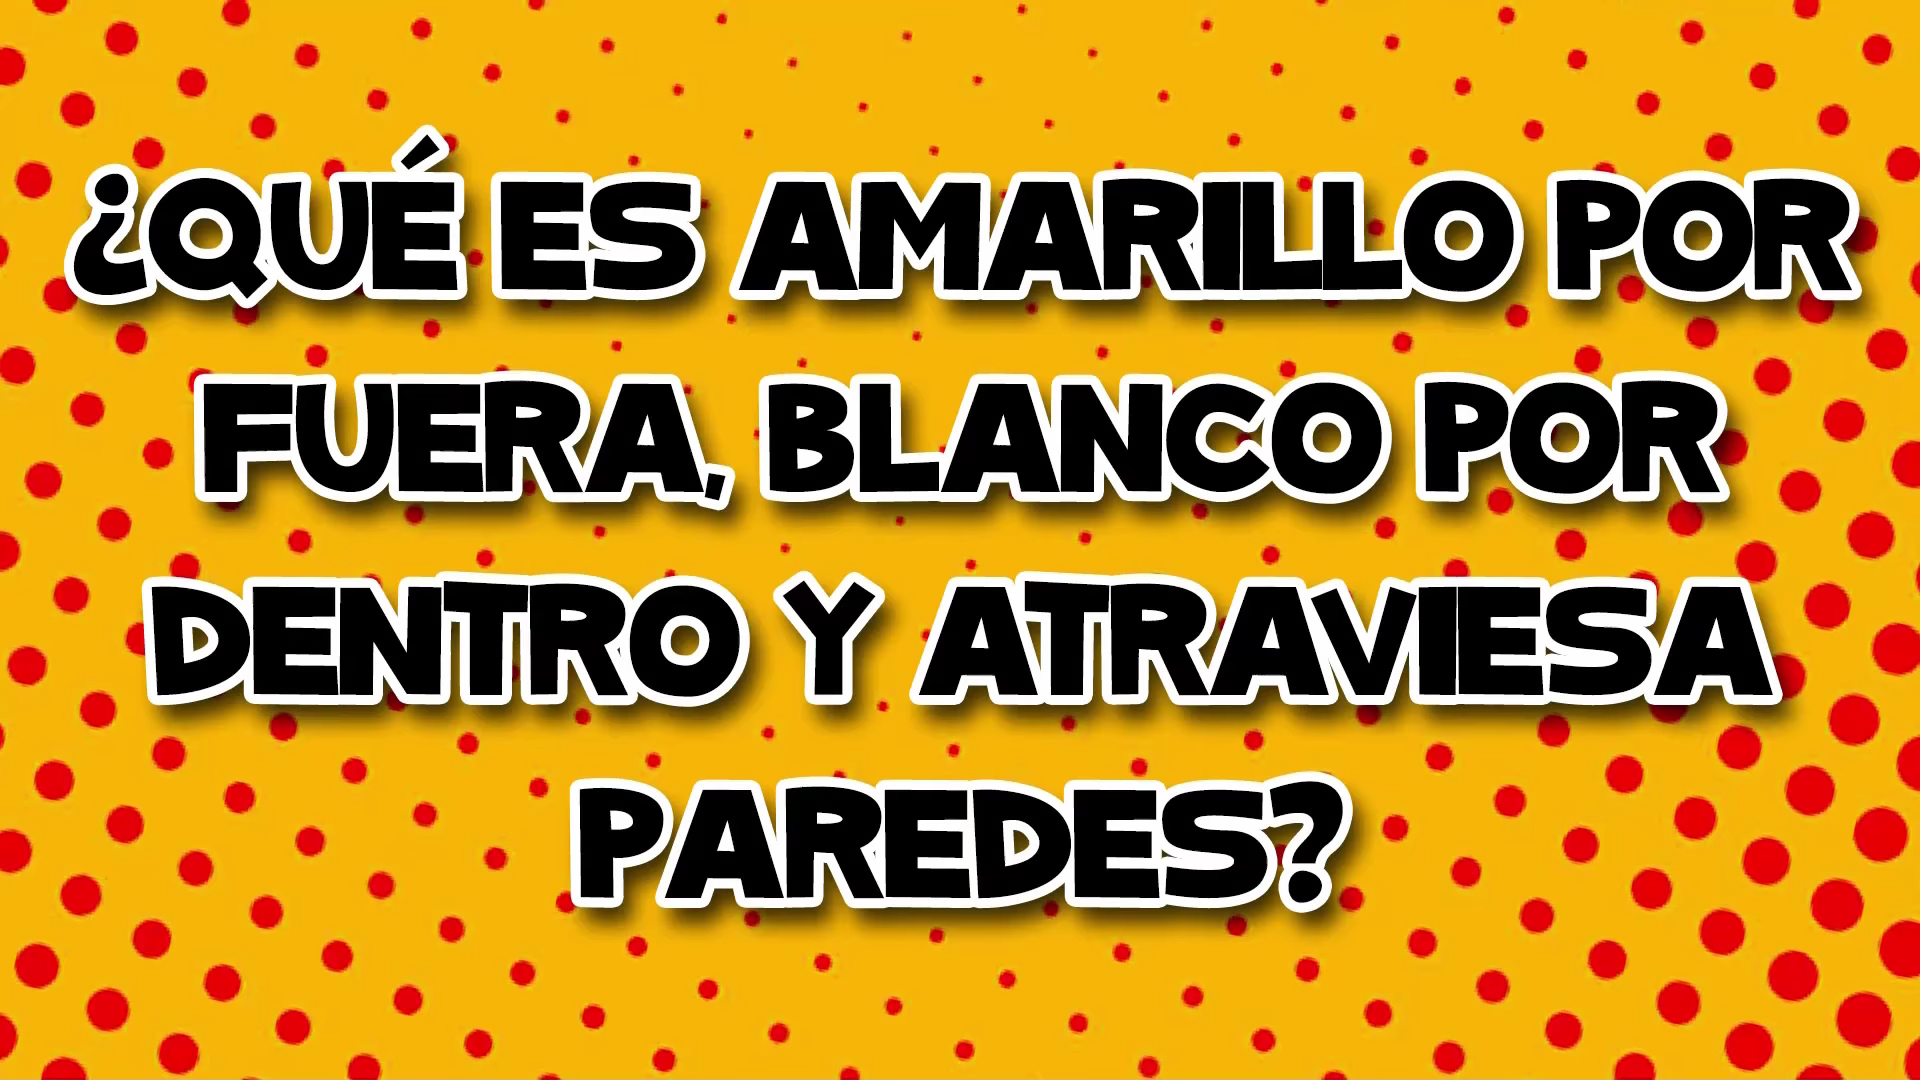 ¿QUÉ ES AMARILLO POR
FUERA, BLANCO POR
DENTRO Y ATRAVIESA
PAREDES?